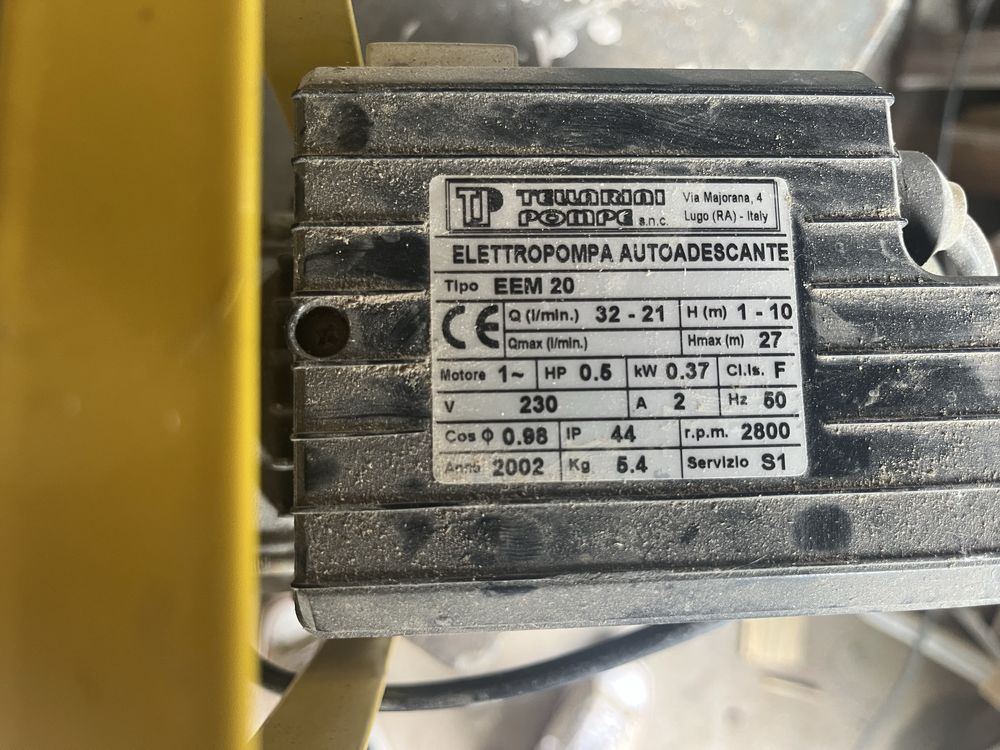 TP TELLARINI POMPE s.n.c. Via Majorana, 4
Lugo (RA) - Italy
ELETTROPOMPA AUTOADESCANTE
Tipo EEM 20
CE Q (l/min.) 32 - 21 H (m) 1 - 10
Qmax (l/min.) Hmax (m) 27
Motore 1~ HP 0.5 kW 0.37 Cl.Is. F
V 230 A 2 Hz 50
Cos φ 0.98 IP 44 r.p.m. 2800
Anno 2002 Kg 5.4 Servizio S1